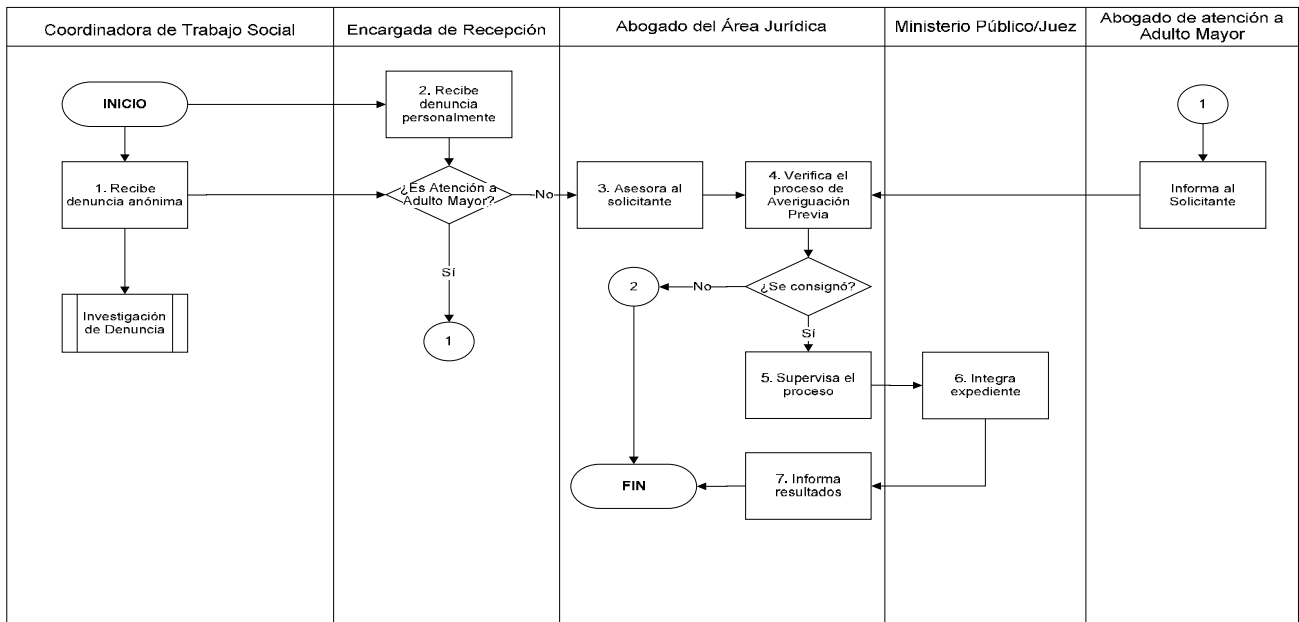 Coordinadora de Trabajo Social
Encargada de Recepción
Abogado del Área Jurídica
Ministerio Público/Juez
Abogado de atención a
Adulto Mayor
INICIO
2. Recibe
denuncia
personalmente
1
1. Recibe
denuncia anónima
¿Es Atención a
Adulto Mayor?
No
3. Asesora al
solicitante
4. Verifica el
proceso de
Averiguación
Previa
Informa al
Solicitante
Sí
2
No
¿Se consignó?
Investigación
de Denuncia
1
Sí
5. Supervisa el
proceso
6. Integra
expediente
FIN
7. Informa
resultados